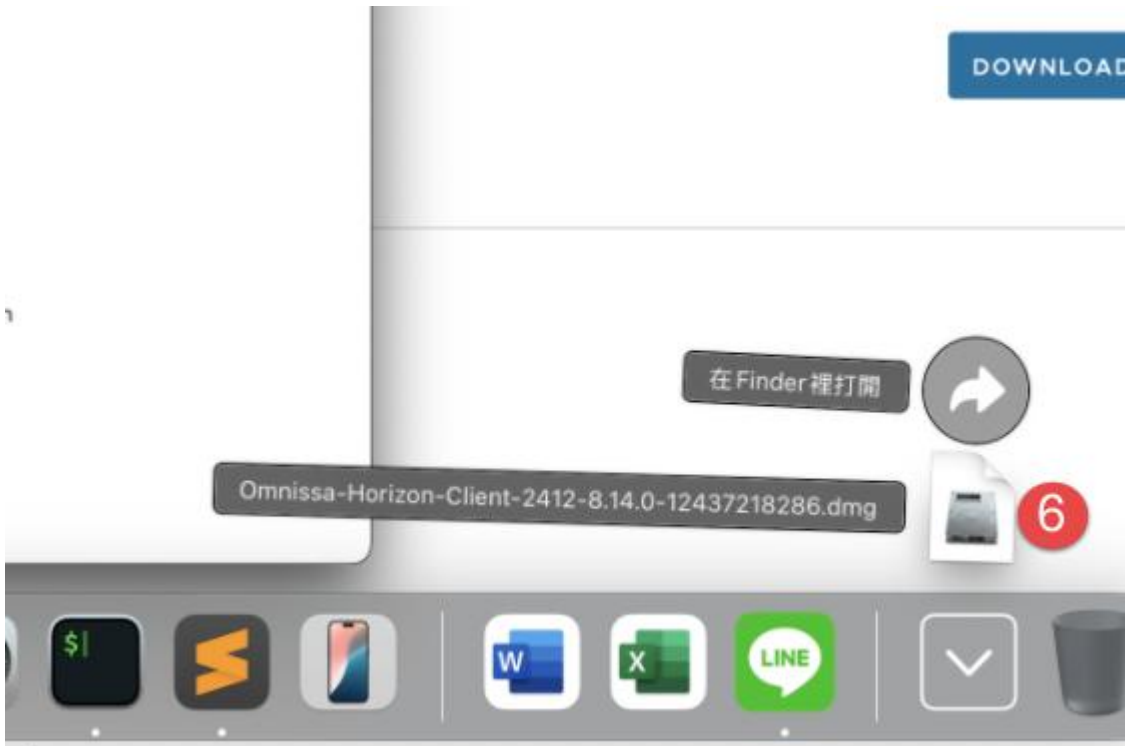 DOWNLOAD
n
在Finder裡打開
Omnissa-Horizon-Client-2412-8.14.0-12437218286.dmg
6
$
W
X
LINE